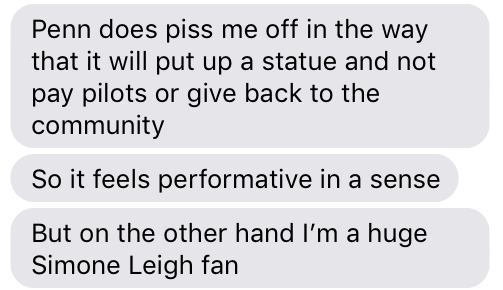 Penn does piss me off in the way
that it will put up a statue and not
pay pilots or give back to the
community
So it feels performative in a sense
But on the other hand I’m a huge
Simone Leigh fan